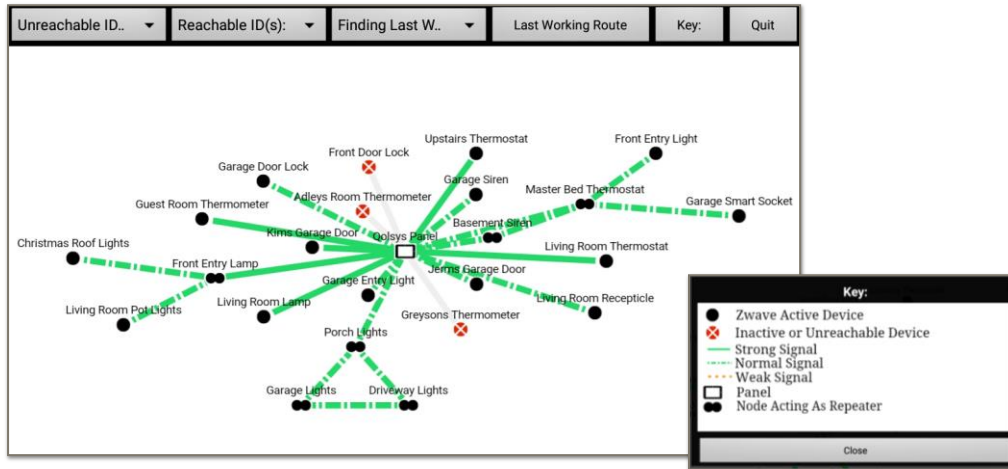 Unreachable ID..
Reachable ID(s):
Finding Last W..
Last Working Route
Key:
Quit
Upstairs Thermostat
Front Entry Light
Front Door Lock
Garage Door Lock
Garage Siren
Master Bed Thermostat
Adleys Room Thermometer
Guest Room Thermometer
Garage Smart Socket
Basement Siren
Kims Garage Door
Qolsys Panel
Christmas Roof Lights
Living Room Thermostat
Front Entry Lamp
Jerms Garage Door
Garage Entry Light
Living Room Lamp
Living Room Recepticle
Living Room Pot Lights
Greysons Thermometer
Porch Lights
Garage Lights
Driveway Lights
Key:
Zwave Active Device
Inactive or Unreachable Device
Strong Signal
Normal Signal
Weak Signal
Panel
Node Acting As Repeater
Close